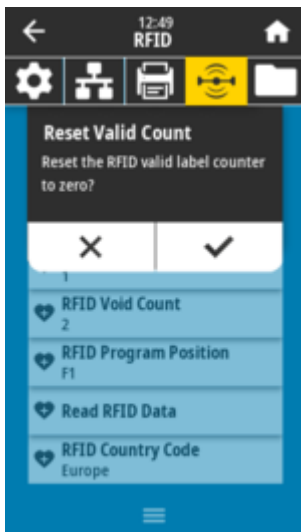 12:49
RFID
Reset Valid Count
Reset the RFID valid label counter
to zero?
1
RFID Void Count
2
RFID Program Position
F1
Read RFID Data
RFID Country Code
Europe